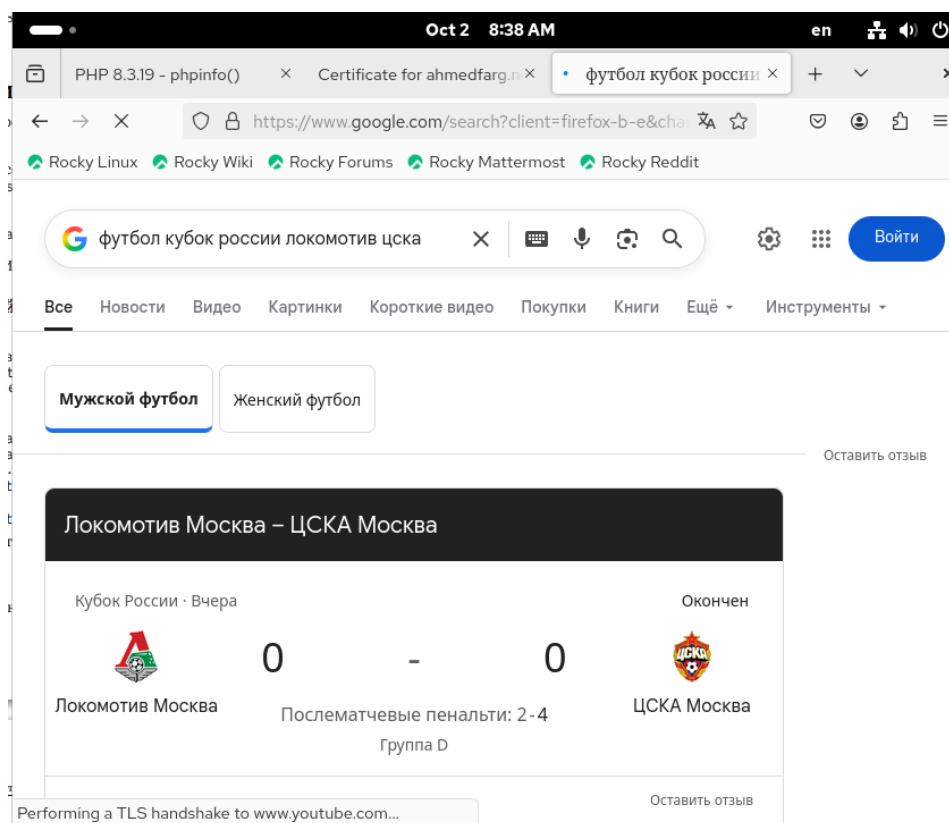 Oct 2 8:38 AM
en
PHP 8.3.19 - phpinfo()
Certificate for ahmedfarg.n
футбол кубок россии
https://www.google.com/search?client=firefox-b-e&cha
Rocky Linux Rocky Wiki Rocky Forums Rocky Mattermost Rocky Reddit
футбол кубок россии локомотив цска
Войти
Все Новости Видео Картинки Короткие видео Покупки Книги Ещё Инструменты
Мужской футбол Женский футбол
Оставить отзыв
Локомотив Москва – ЦСКА Москва
Кубок России · Вчера
Окончен
0 - 0
ЦСКА
Локомотив Москва
ЦСКА Москва
Послематчевые пенальти: 2-4
Группа D
Оставить отзыв
Performing a TLS handshake to www.youtube.com...